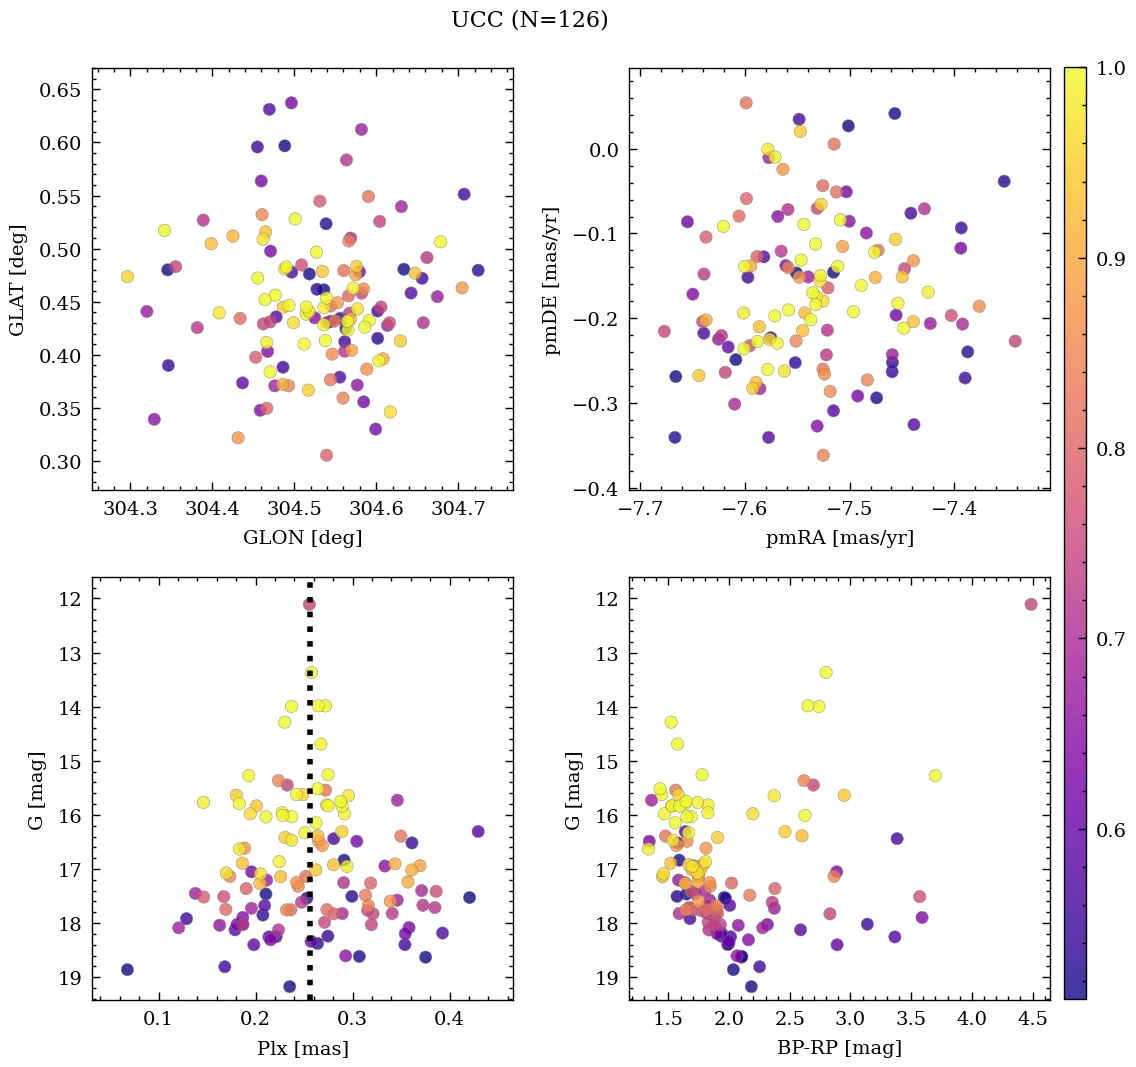 UCC (N=126)
0.65
0.60
0.55
0.50
0.45
0.40
0.35
0.30
GLAT [deg]
304.3 304.4 304.5 304.6 304.7
GLON [deg]
0.0
−0.1
−0.2
−0.3
−0.4
pmDE [mas/yr]
−7.7 −7.6 −7.5 −7.4
pmRA [mas/yr]
12
13
14
15
16
17
18
19
G [mag]
0.1 0.2 0.3 0.4
Plx [mas]
12
13
14
15
16
17
18
19
G [mag]
1.5 2.0 2.5 3.0 3.5 4.0 4.5
BP-RP [mag]
1.0
0.9
0.8
0.7
0.6